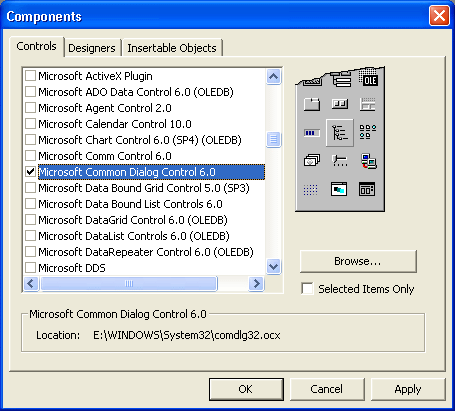 Components
Controls
Designers
Insertable Objects
Microsoft ActiveX Plugin
Microsoft ADO Data Control 6.0 (OLEDB)
Microsoft Agent Control 2.0
Microsoft Calendar Control 10.0
Microsoft Chart Control 6.0 (SP4) (OLEDB)
Microsoft Comm Control 6.0
Microsoft Common Dialog Control 6.0
Microsoft Data Bound Grid Control 5.0 (SP3)
Microsoft Data Bound List Controls 6.0
Microsoft DataGrid Control 6.0 (OLEDB)
Microsoft DataList Controls 6.0 (OLEDB)
Microsoft DataRepeater Control 6.0 (OLEDB)
Microsoft DDS
OLE
Browse...
Selected Items Only
Microsoft Common Dialog Control 6.0
Location: E:\WINDOWS\System32\comdlg32.ocx
OK
Cancel
Apply